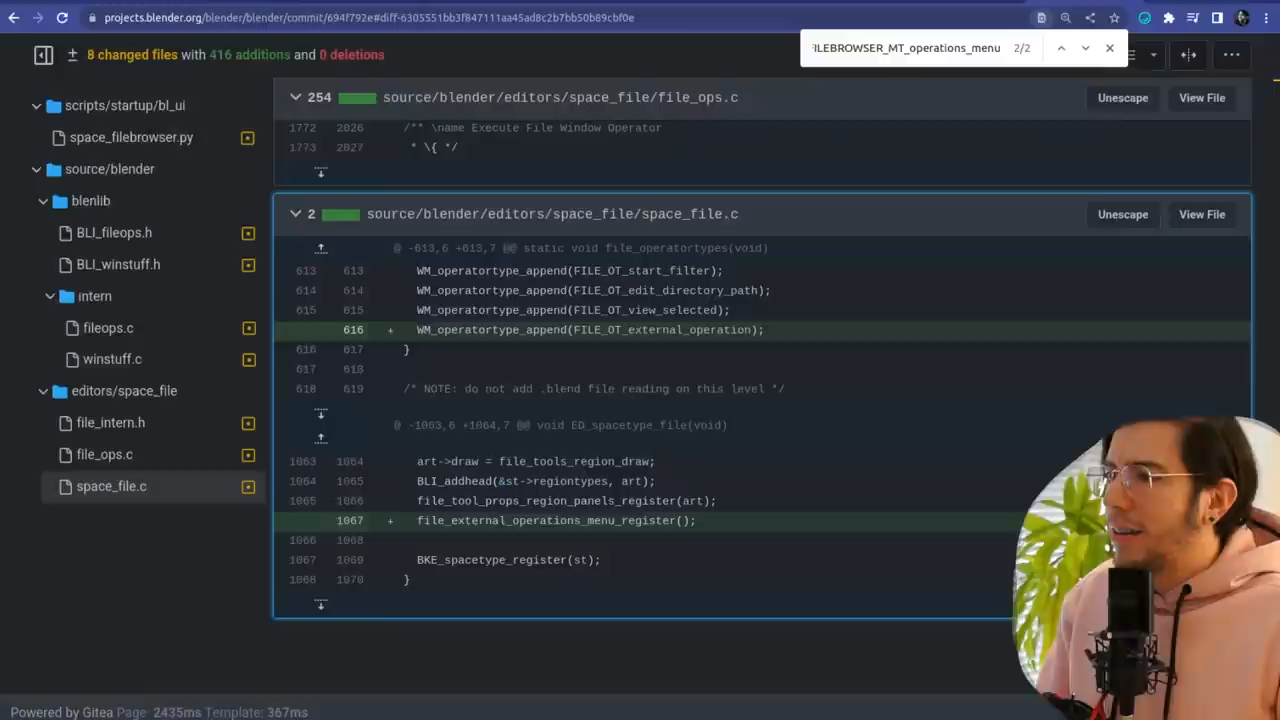 projects.blender.org/blender/blender/commit/694f792e#diff-6305551bb3f847111aa45ad8c2b7bb50b89cbf0e
ILEBROWSER_MT_operations_menu 2/2
8 changed files with 416 additions and 0 deletions
scripts/startup/bl_ui
space_filebrowser.py
source/blender
blenlib
BLI_fileops.h
BLI_winstuff.h
intern
fileops.c
winstuff.c
editors/space_file
file_intern.h
file_ops.c
space_file.c
254 source/blender/editors/space_file/file_ops.c Unescape View File
1772 2026 /** \name Execute File Window Operator
1773 2027 * \{ */
2 source/blender/editors/space_file/space_file.c Unescape View File
@ -613,6 +613,7 @@ static void file_operatortypes(void)
613 613 WM_operatortype_append(FILE_OT_start_filter);
614 614 WM_operatortype_append(FILE_OT_edit_directory_path);
615 615 WM_operatortype_append(FILE_OT_view_selected);
616 + WM_operatortype_append(FILE_OT_external_operation);
616 617 }
617 618
618 619 /* NOTE: do not add .blend file reading on this level */
@ -1063,6 +1064,7 @@ void ED_spacetype_file(void)
1063 1064 art->draw = file_tools_region_draw;
1064 1065 BLI_addhead(&st->regiontypes, art);
1065 1066 file_tool_props_region_panels_register(art);
1067 + file_external_operations_menu_register();
1066 1068
1067 1069 BKE_spacetype_register(st);
1068 1070 }
Powered by Gitea Page: 2435ms Template: 367ms